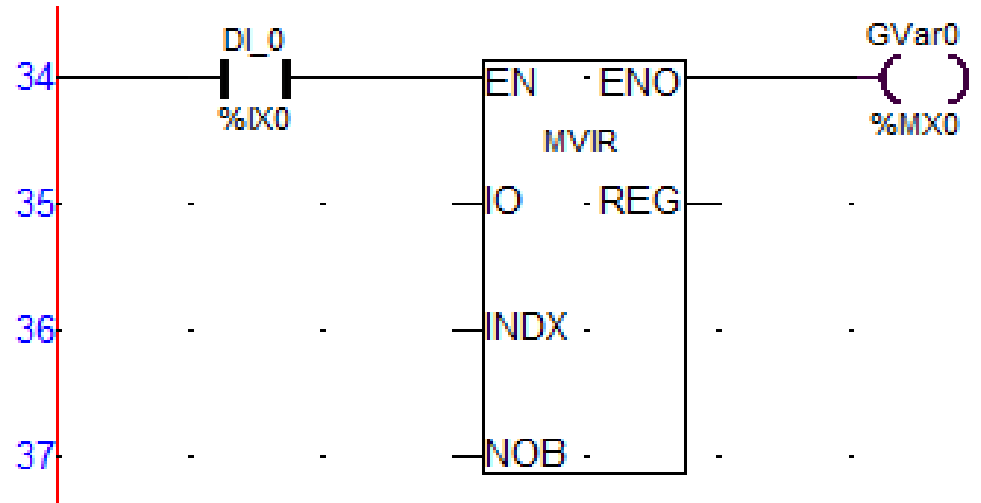 DI_0 GVar0
34 EN ENO
%IX0 %MX0
MVIR
35 IO REG
36 INDX
37 NOB